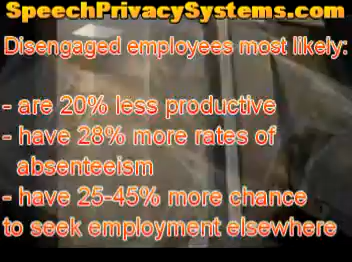 SpeechPrivacySystems.com
Disengaged employees most likely:
- are 20% less productive
- have 28% more rates of
absenteeism
- have 25-45% more chance
to seek employment elsewhere